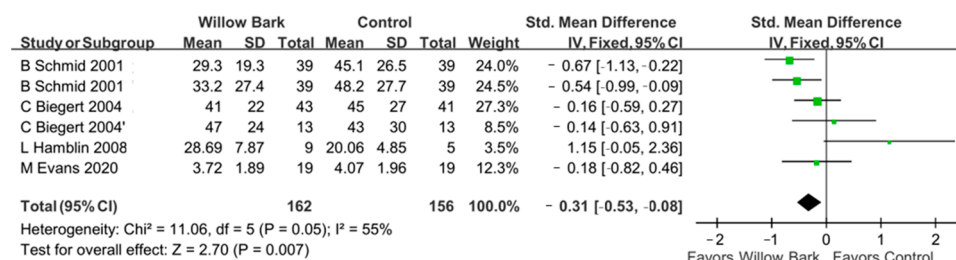 Willow Bark Control Std. Mean Difference Std. Mean Difference
Study or Subgroup Mean SD Total Mean SD Total Weight IV, Fixed, 95% CI IV, Fixed, 95% CI
B Schmid 2001 29.3 19.3 39 45.1 26.5 39 24.0% - 0.67 [-1.13, -0.22]
B Schmid 2001 33.2 27.4 39 48.2 27.7 39 24.5% - 0.54 [-0.99, -0.09]
C Biegert 2004 41 22 43 45 27 41 27.3% - 0.16 [-0.59, 0.27]
C Biegert 2004' 47 24 13 43 30 13 8.5% - 0.14 [-0.63, 0.91]
L Hamblin 2008 28.69 7.87 9 20.06 4.85 5 3.5% 1.15 [-0.05, 2.36]
M Evans 2020 3.72 1.89 19 4.07 1.96 19 12.3% - 0.18 [-0.82, 0.46]
Total (95% CI) 162 156 100.0% - 0.31 [-0.53, -0.08]
Heterogeneity: Chi² = 11.06, df = 5 (P = 0.05); I² = 55%
Test for overall effect: Z = 2.70 (P = 0.007)
-2 -1 0 1 2
Favors Willow Bark Favors Control